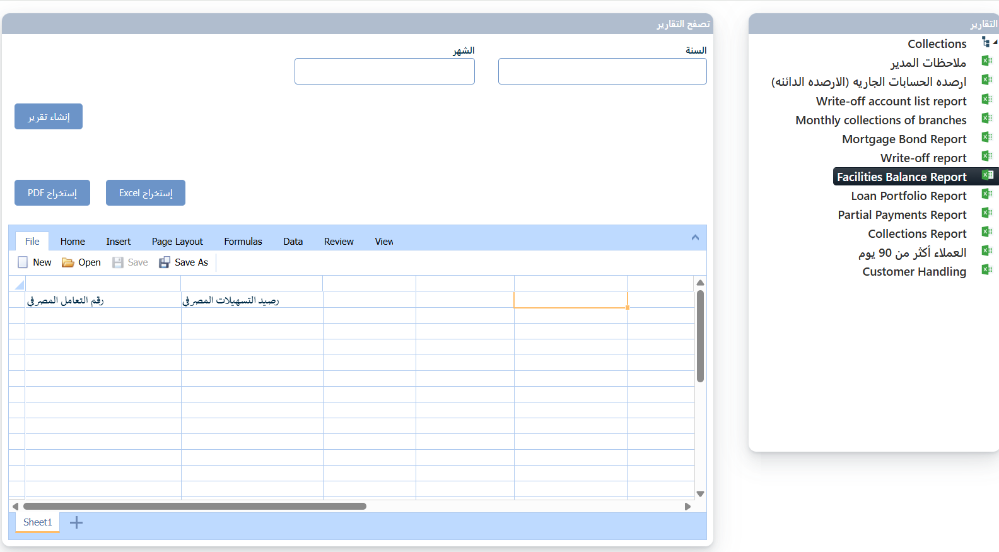 التقارير
Collections
ملاحظات المدير
ارصده الحسابات الجاريه (الارصده الدائنه)
Write-off account list report
Monthly collections of branches
Mortgage Bond Report
Write-off report
Facilities Balance Report
Loan Portfolio Report
Partial Payments Report
Collections Report
العملاء أكثر من 90 يوم
Customer Handling
تصفح التقارير
السنة
الشهر
إنشاء تقرير
إستخراج PDF
إستخراج Excel
File Home Insert Page Layout Formulas Data Review View
New Open Save Save As
رقم التعامل المصرفي
رصيد التسهيلات المصرفي
Sheet1